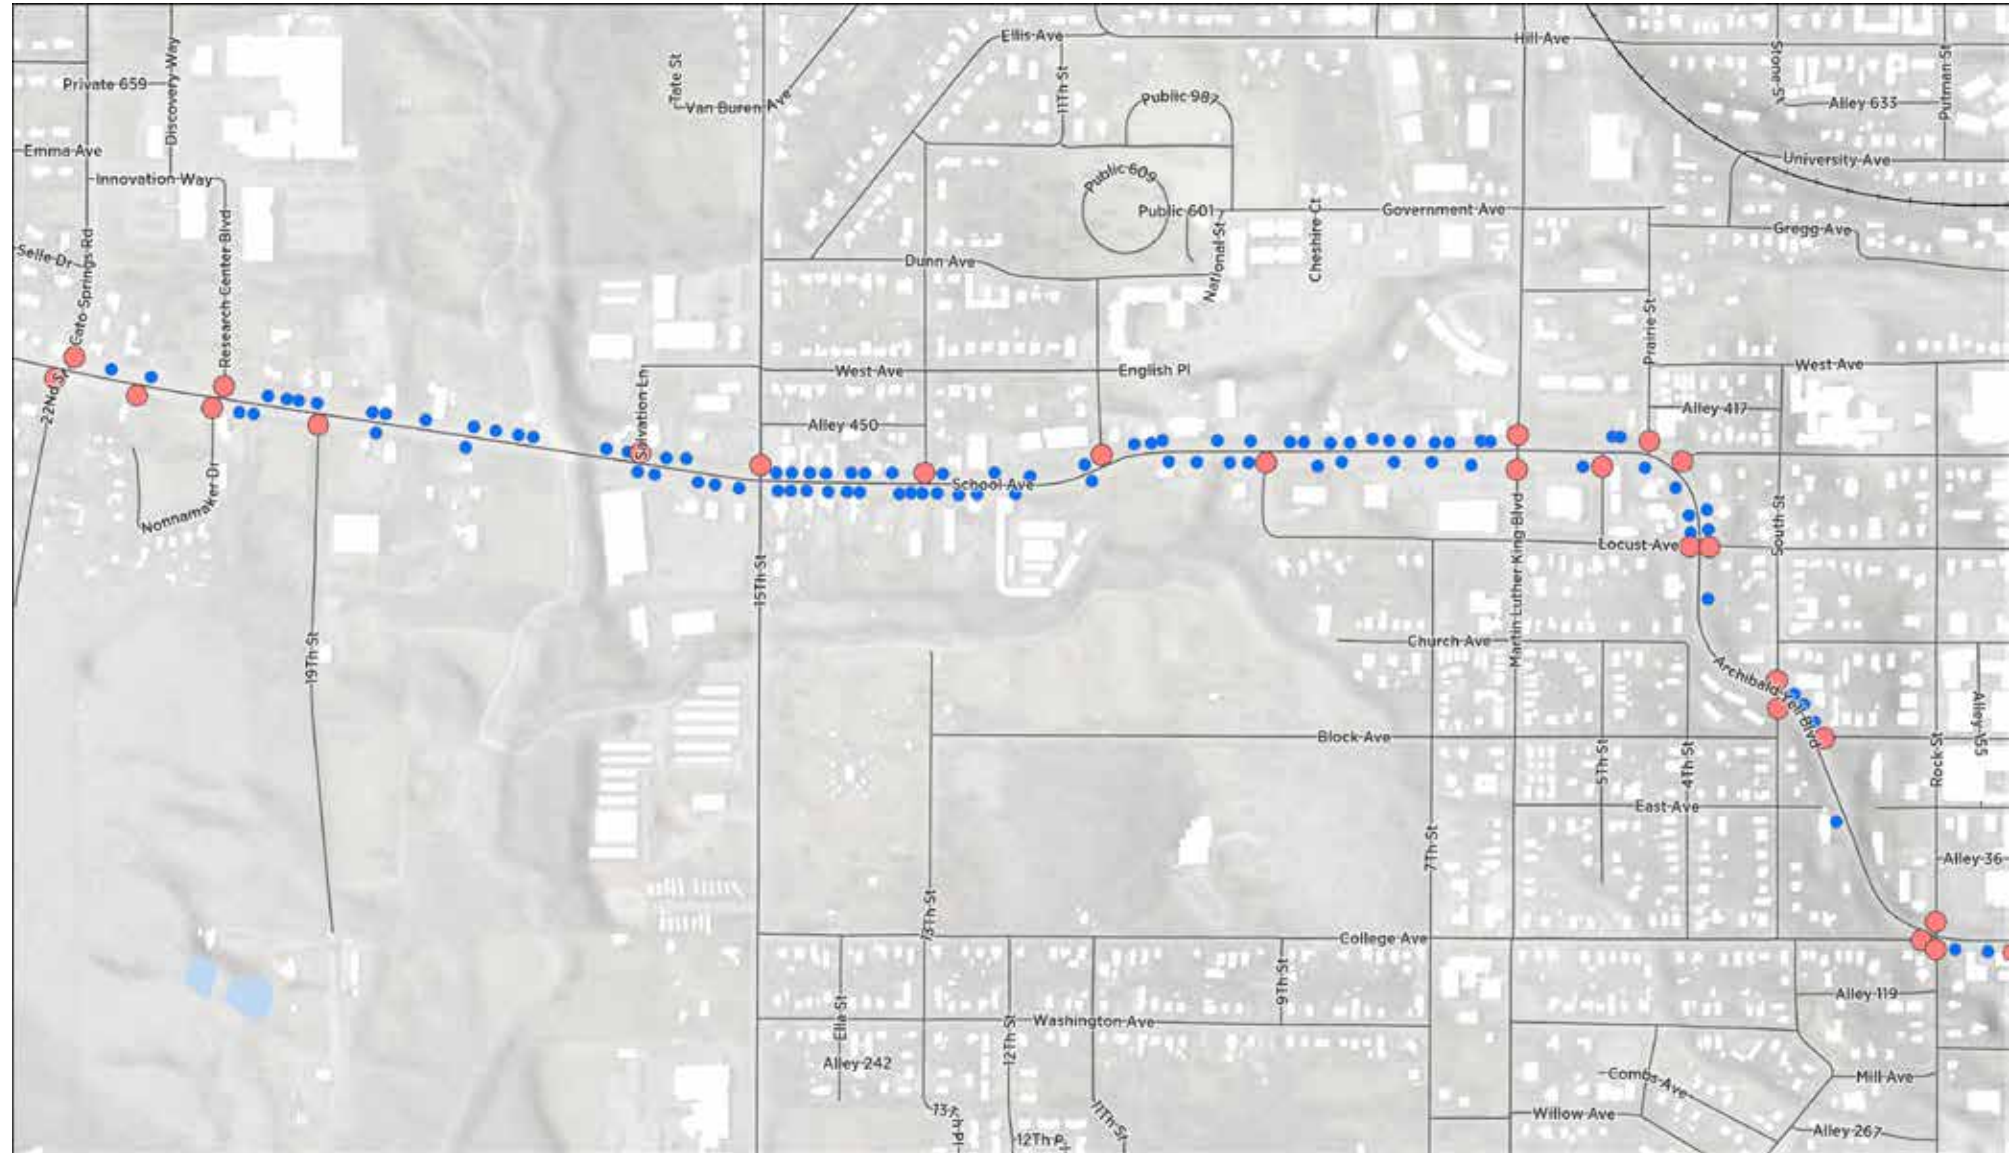 Ellis Ave
Hill Ave
Private 659
Discovery Way
Tate St
Van Buren Ave
11Th St
Public 987
Stone St
Alley 633
Putman St
Emma Ave
Innovation Way
Public 609
University Ave
Selle Dr
Cato Springs Rd
Research Center Blvd
Public 601
National St
Cheshire Ct
Government Ave
Gregg Ave
Dunn Ave
Prairie St
West Ave
English Pl
West Ave
22Nd St
Salvation Ln
Alley 450
Alley 417
Nonnamaker Dr
School Ave
15Th St
Martin Luther King Blvd
Locust Ave
South St
19Th St
Church Ave
Archibald Yell Blvd
Block Ave
5Th St
4Th St
Rock St
Alley 155
East Ave
7Th St
Alley 36
13Th St
College Ave
9Th St
Ella St
12Th St
Washington Ave
Alley 119
Alley 242
Combs Ave
Mill Ave
13Th Pl
11Th St
Willow Ave
12Th P
Alley 267